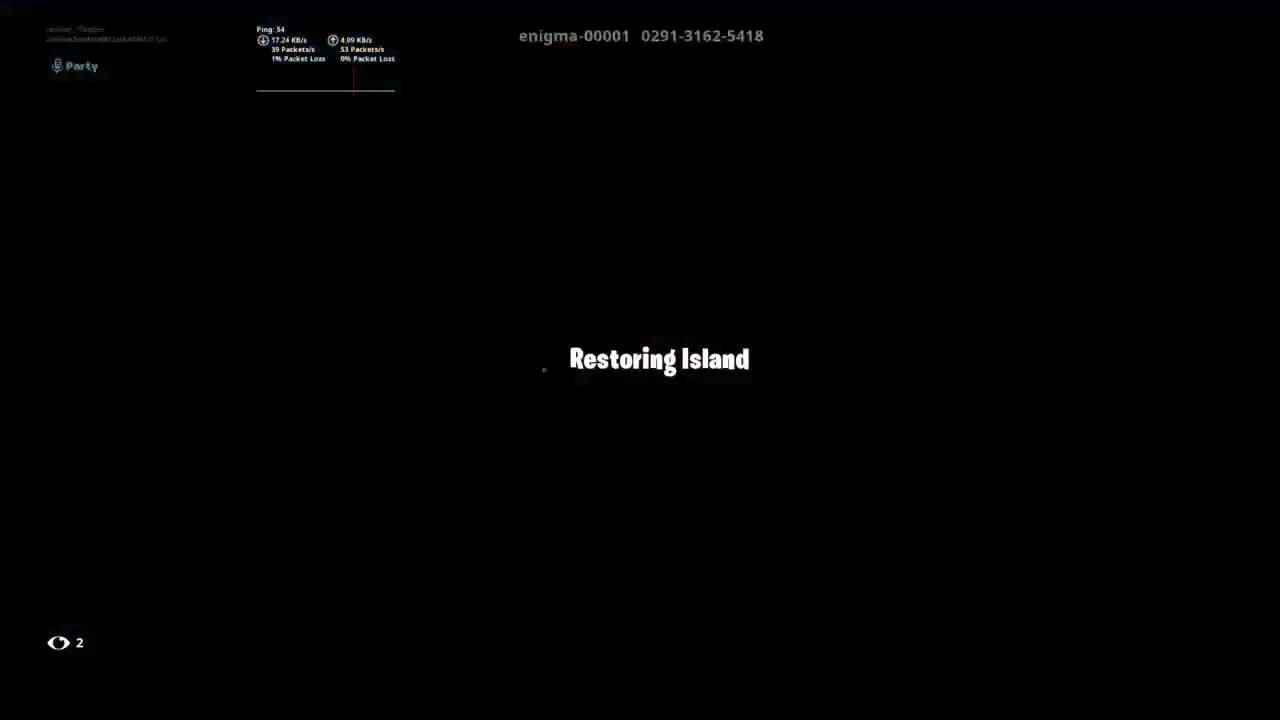 Ping: 54
17.24 KB/s 4.09 KB/s
39 Packets/s 53 Packets/s
1% Packet Loss 0% Packet Loss
enigma-00001 0291-3162-5418
Party
Restoring Island
2